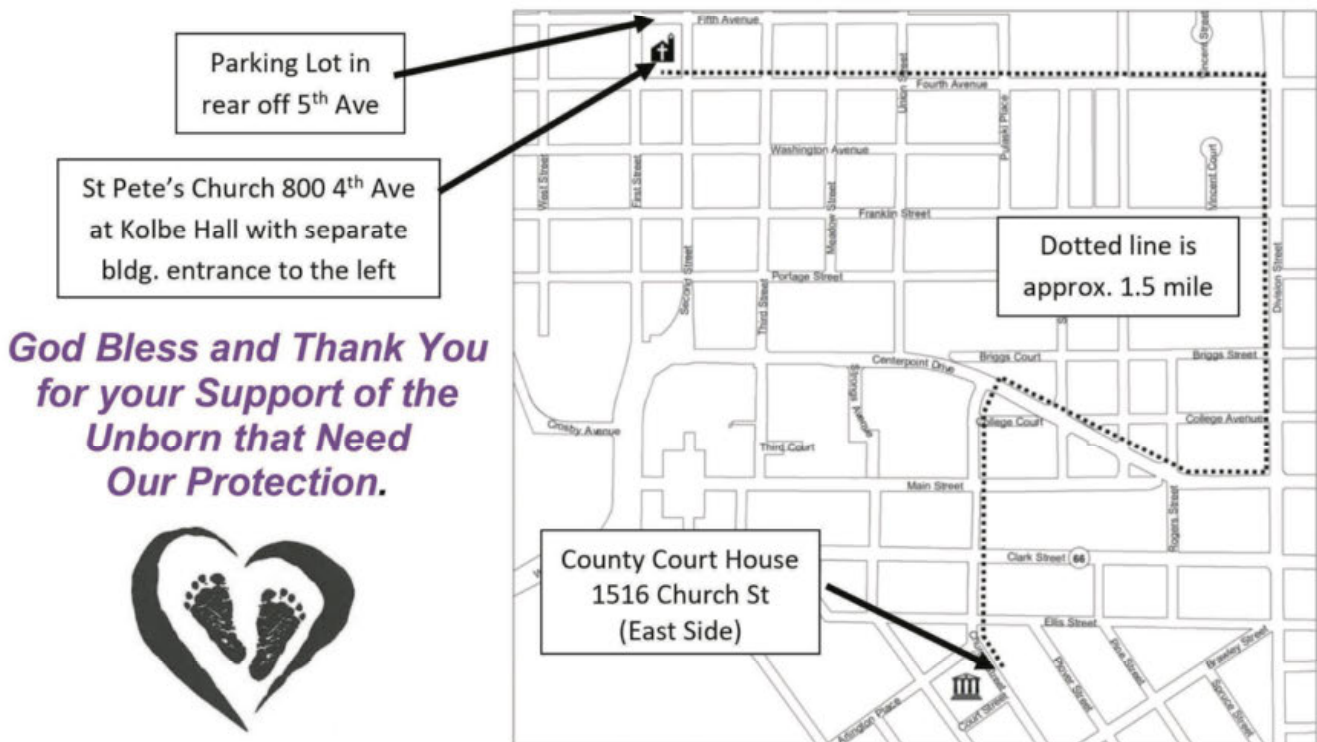 Parking Lot in
rear off 5th Ave
St Pete's Church 800 4th Ave
at Kolbe Hall with separate
bldg. entrance to the left
God Bless and Thank You
for your Support of the
Unborn that Need
Our Protection.
Fifth Avenue
Vincent Street
Union Street
Fourth Avenue
Pulaski Place
Washington Avenue
Vincent Court
West Street
First Street
Meadow Street
Franklin Street
Dotted line is
approx. 1.5 mile
Second Street
Third Street
Portage Street
Division Street
Centerpoint Drive
Briggs Court
Briggs Street
Strongs Avenue
Crosby Avenue
College Court
College Avenue
Third Court
Main Street
Rogers Street
County Court House
1516 Church St
(East Side)
Clark Street
66
Ellis Street
Street
Plover Street
Pine Street
Brawley Street
Spruce Street
Court Street
Arlington Place